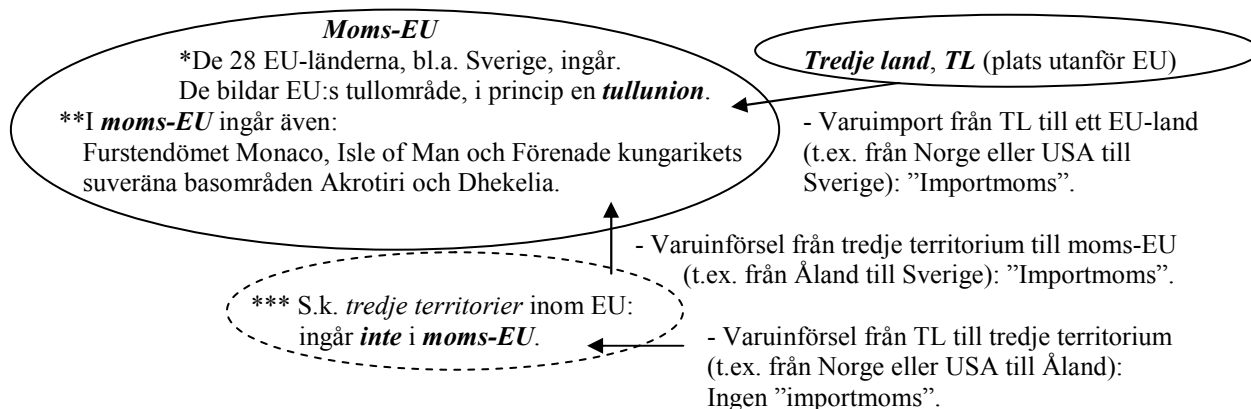 Moms-EU
*De 28 EU-länderna, bl.a. Sverige, ingår.
De bildar EU:s tullområde, i princip en tullunion.
**I moms-EU ingår även:
Furstendömet Monaco, Isle of Man och Förenade kungarikets
suveräna basområden Akrotiri och Dhekelia.
Tredje land, TL (plats utanför EU)
- Varuimport från TL till ett EU-land
(t.ex. från Norge eller USA till
Sverige): ”Importmoms”.
- Varuinförsel från tredje territorium till moms-EU
(t.ex. från Åland till Sverige): ”Importmoms”.
*** S.k. tredje territorier inom EU:
ingår inte i moms-EU.
- Varuinförsel från TL till tredje territorium
(t.ex. från Norge eller USA till Åland):
Ingen ”importmoms”.